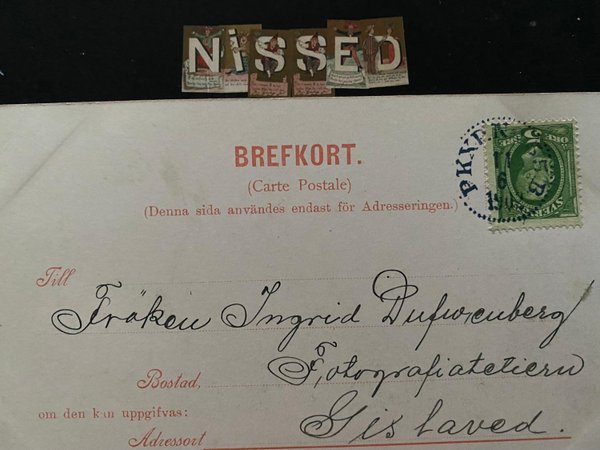 NiSSED
BREFKORT.
(Carte Postale)
(Denna sida användes endast för Adresseringen.)
Till
Fröken Ingrid Dufwenberg
Fotografiateliern
Bostad,
om den kan uppgifvas:
Gislaved.
Adressort